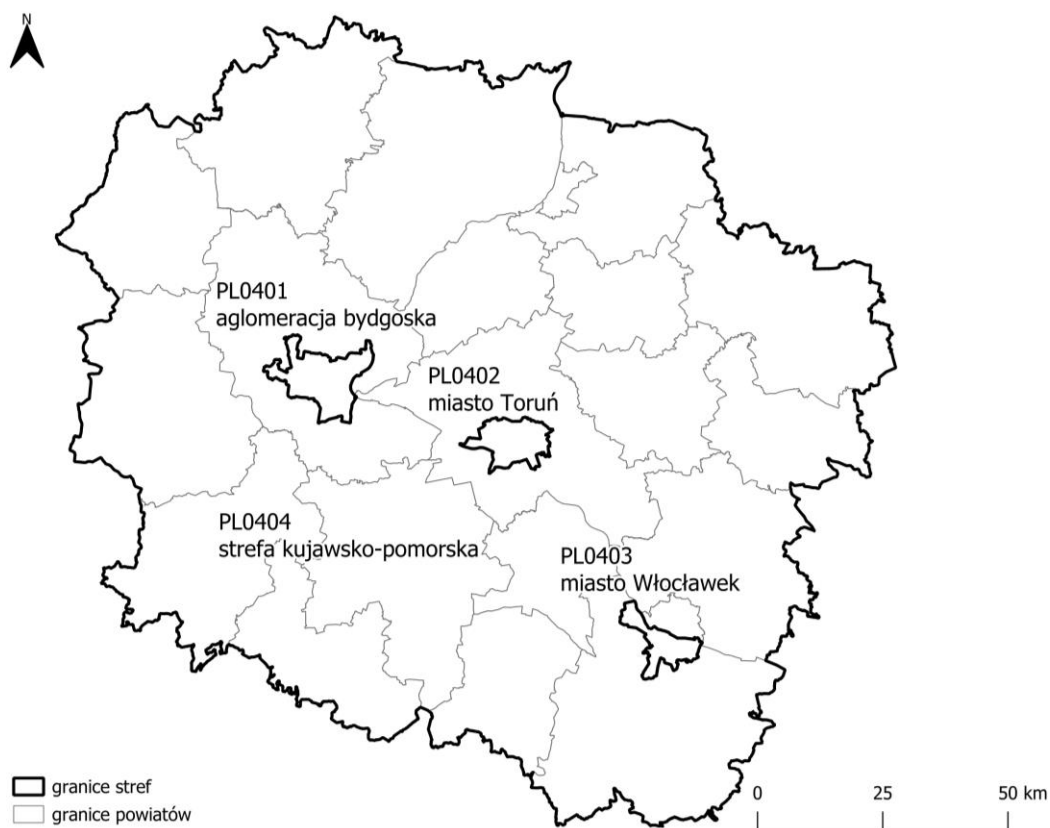 N
PL0401
aglomeracja bydgoska
PL0402
miasto Toruń
PL0404
strefa kujawsko-pomorska
PL0403
miasto Włocławek
granice stref
granice powiatów
0 25 50 km